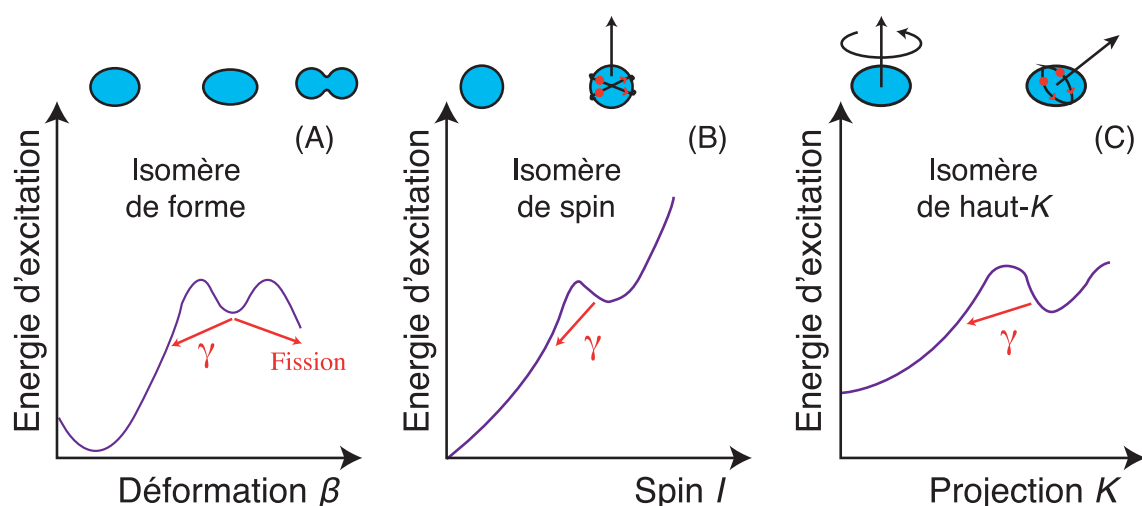 (A)
Isomère
de forme
Energie d'excitation
γ
Fission
Déformation β
(B)
Isomère
de spin
Energie d'excitation
γ
Spin I
(C)
Isomère
de haut-K
Energie d'excitation
γ
Projection K